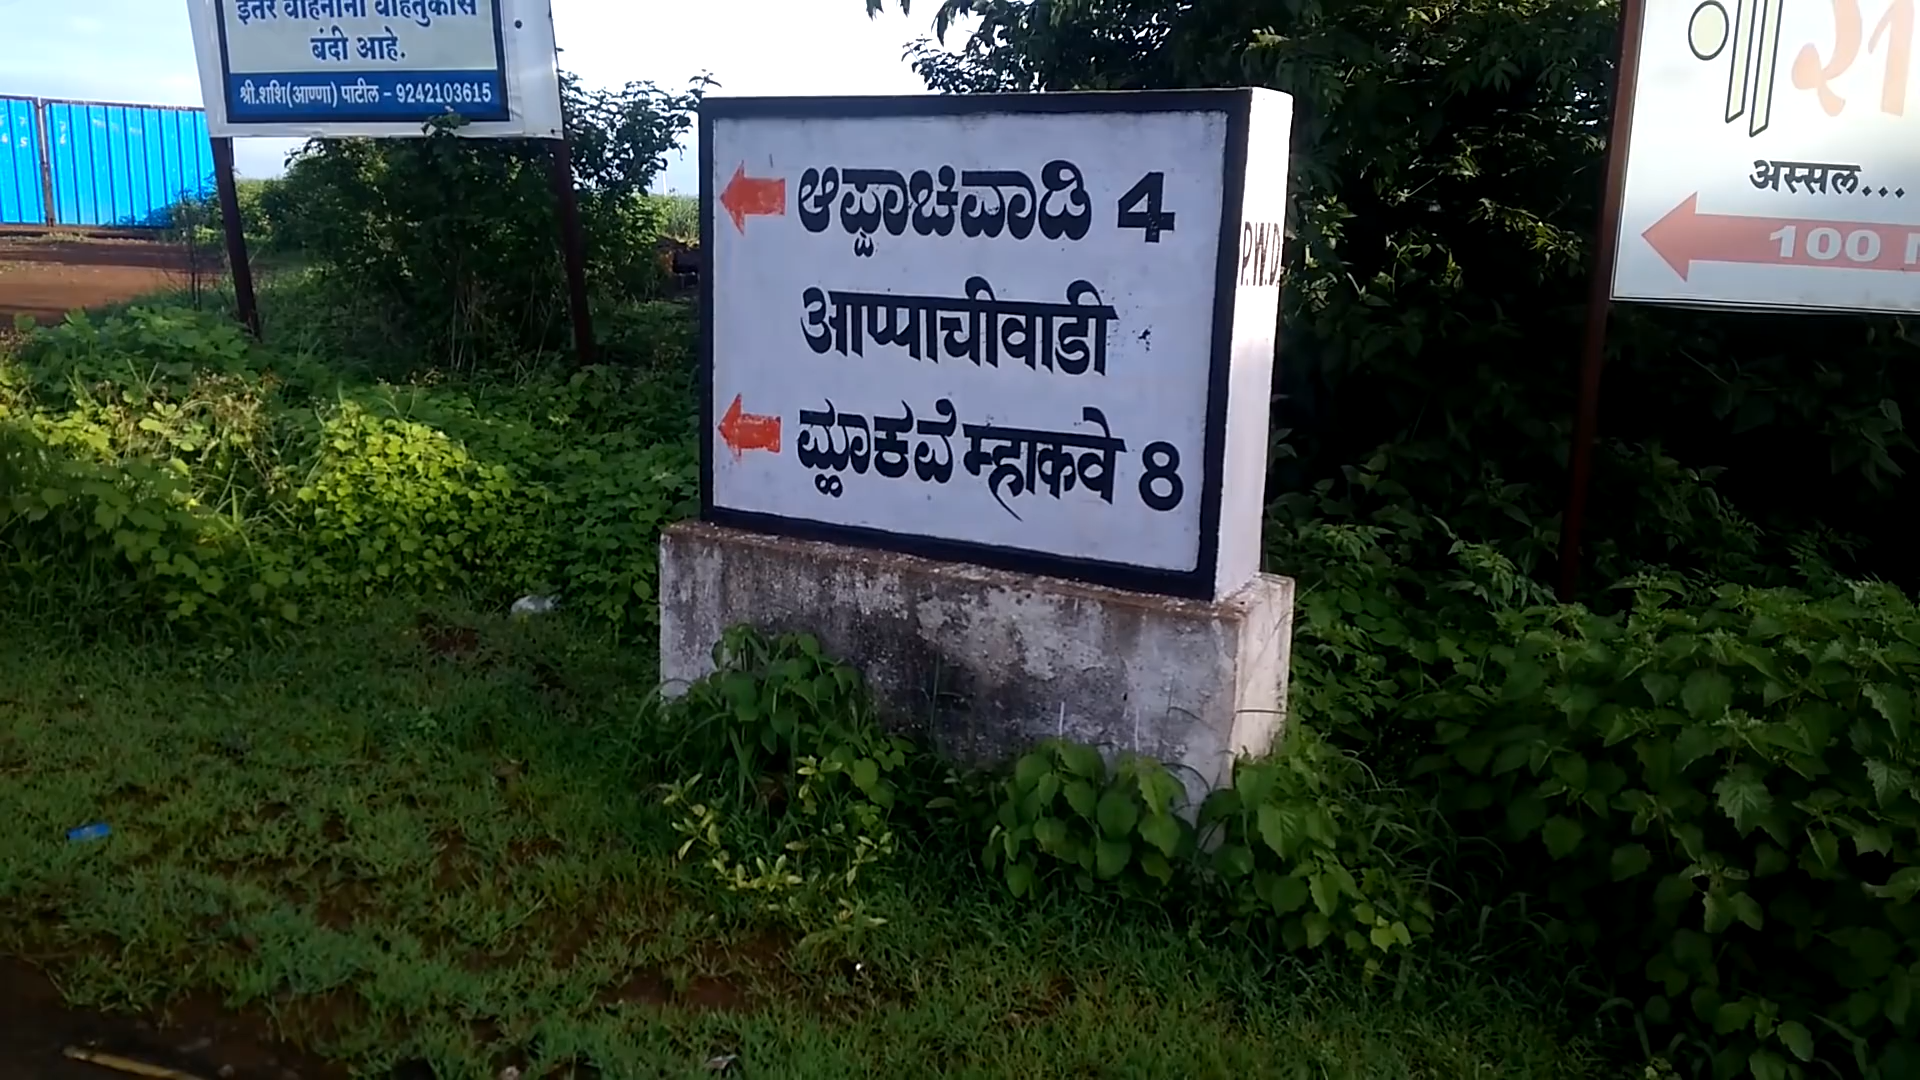 इतर वाहनांना वाहतुकीस
बंदी आहे.
श्री.शशि(आण्णा) पाटील - 9242103615
ಆಪ್ಪಾಚಿವಾಡಿ 4
आप्पाचीवाडी
ಮ್ಹಾಕವೆ म्हाकवे 8
P.W.D.
अस्सल...
100